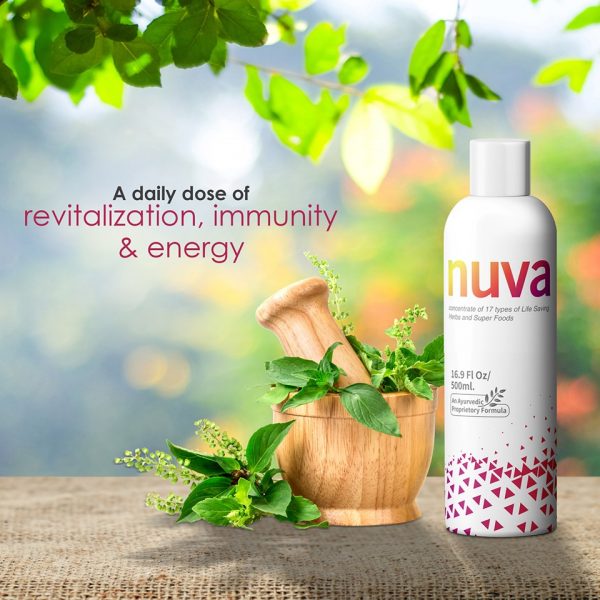 A daily dose of
revitalization, immunity
& energy
nuva
concentrate of 17 types of Life Saving
Herbs and Super Foods
16.9 Fl Oz/
500ml.
An Ayurvedic
Proprietory Formula